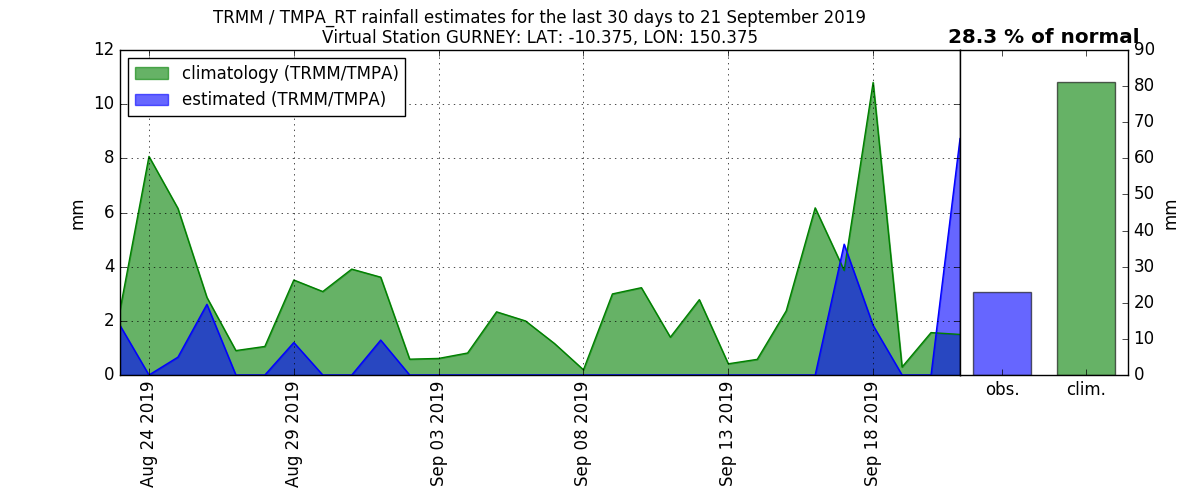 TRMM / TMPA_RT rainfall estimates for the last 30 days to 21 September 2019
Virtual Station GURNEY: LAT: -10.375, LON: 150.375
28.3 % of normal
climatology (TRMM/TMPA)
estimated (TRMM/TMPA)
12
10
8
6
4
2
0
mm
Aug 24 2019
Aug 29 2019
Sep 03 2019
Sep 08 2019
Sep 13 2019
Sep 18 2019
obs.
clim.
90
80
70
60
50
40
30
20
10
0
mm